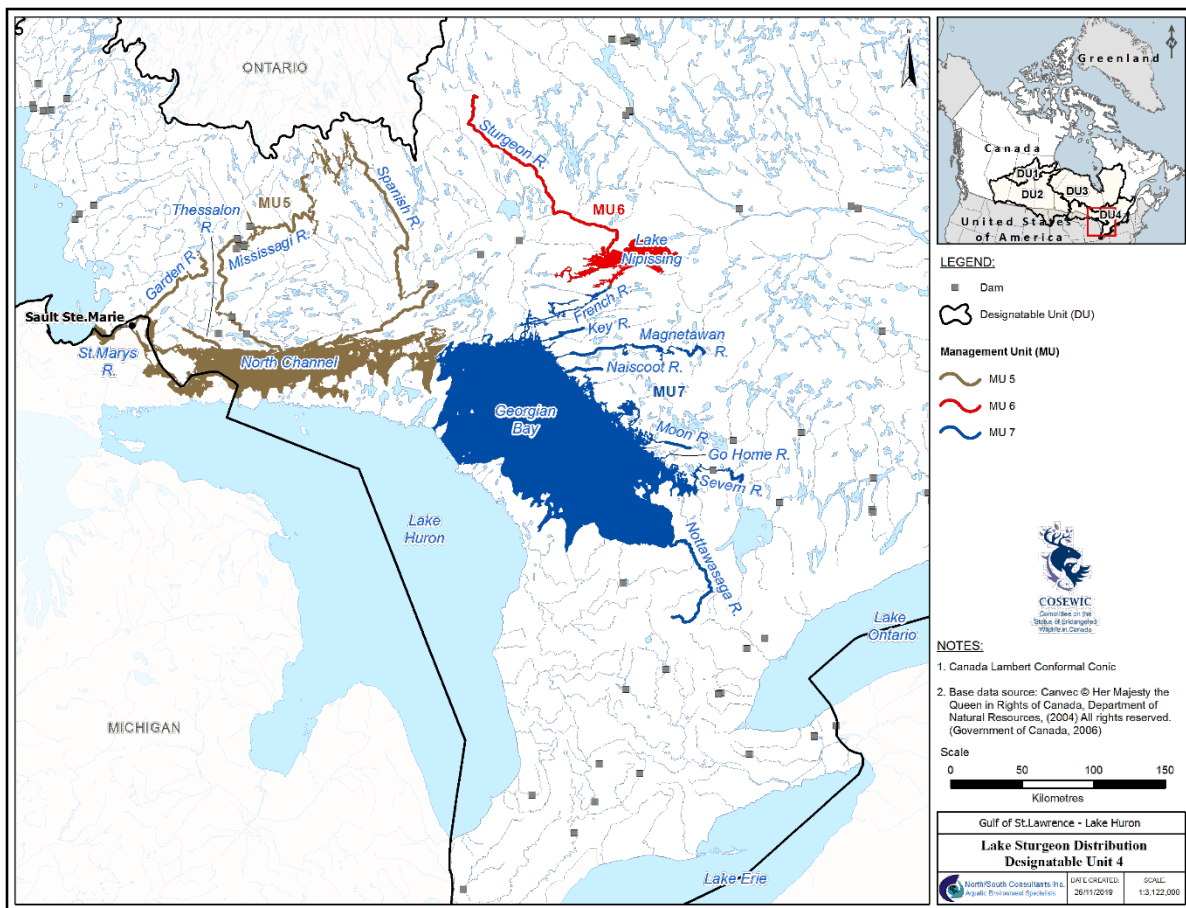 ONTARIO
N
Sturgeon R.
MU6
Lake
Nipissing
Spanish R.
MU5
Thessalon
R.
Mississagi R.
Garden R.
Sault Ste.Marie
St.Marys
R.
North Channel
French R.
Key R.
Magnetawan
R.
Naiscoot R.
MU7
Georgian
Bay
Moon R.
Go Home R.
Severn R.
Nottawasaga R.
Lake
Huron
Lake
Ontario
MICHIGAN
Lake Erie
N
Greenland
Canada
DU1
DU2
DU3
DU4
United States
of America
LEGEND:
Dam
Designatable Unit (DU)
Management Unit (MU)
MU 5
MU 6
MU 7
COSEWIC
Committee on the
Status of Endangered
Wildlife in Canada
NOTES:
1. Canada Lambert Conformal Conic
2. Base data source: Canvec © Her Majesty the
Queen in Rights of Canada, Department of
Natural Resources, (2004) All rights reserved.
(Government of Canada, 2006)
Scale
0 50 100 150
Kilometres
Gulf of St.Lawrence - Lake Huron
Lake Sturgeon Distribution
Designatable Unit 4
North/South Consultants Inc.
Aquatic Environment Specialists
DATE CREATED:
26/11/2019
SCALE:
1:3,122,000